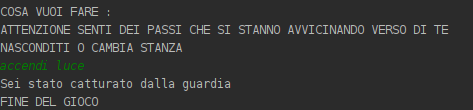 COSA VUOI FARE :
ATTENZIONE SENTI DEI PASSI CHE SI STANNO AVVICINANDO VERSO DI TE
NASCONDITI O CAMBIA STANZA
accendi luce
Sei stato catturato dalla guardia
FINE DEL GIOCO